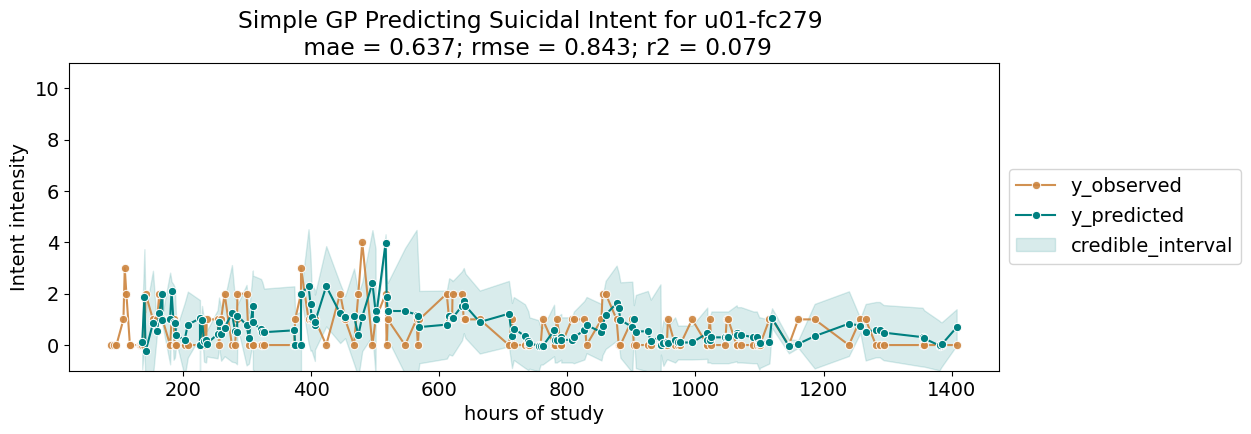 Simple GP Predicting Suicidal Intent for u01-fc279
mae = 0.637; rmse = 0.843; r2 = 0.079
Intent intensity
10
8
6
4
2
0
200
400
600
800
1000
1200
1400
hours of study
y_observed
y_predicted
credible_interval